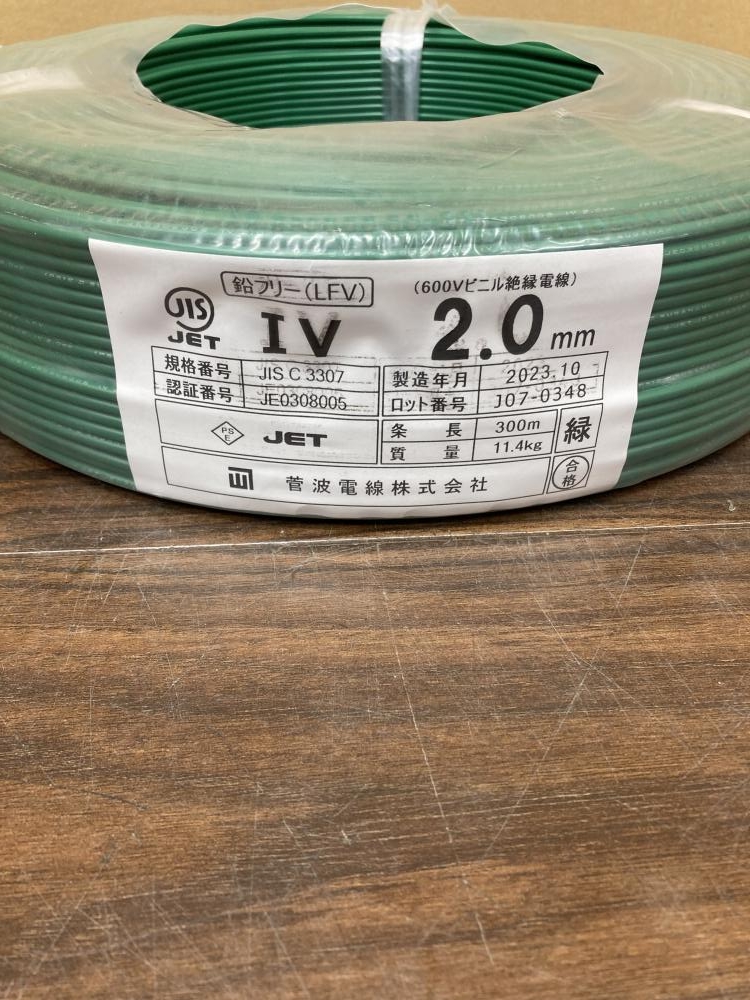 鉛フリー(LFV)
(600Vビニル絶縁電線)
JIS
JET
IV 2.0mm
規格番号 JIS C 3307
認証番号 JE0308005
製造年月 2023.10
ロット番号 J07-0348
PS
E
JET
条長 300m
質量 11.4kg
緑
菅波電線株式会社
合格